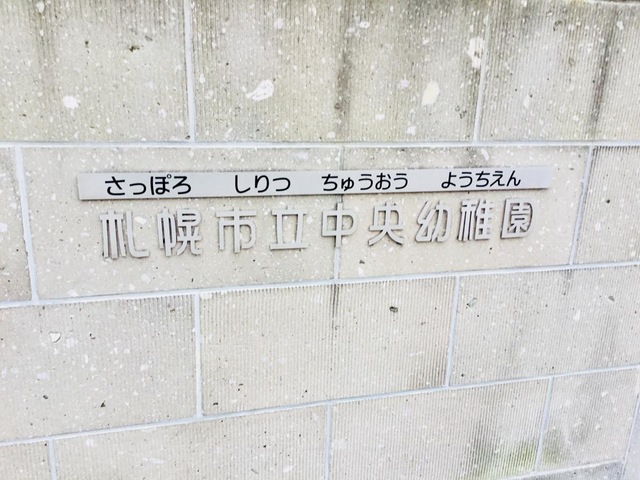 さっぽろ しりつ ちゅうおう ようちえん
札幌市立中央幼稚園